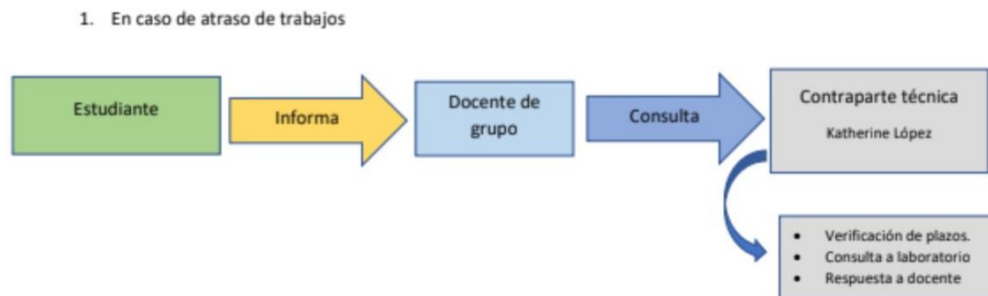 1. En caso de atraso de trabajos
Estudiante
Informa
Docente de
grupo
Consulta
Contraparte técnica
Katherine López
• Verificación de plazos.
• Consulta a laboratorio
• Respuesta a docente